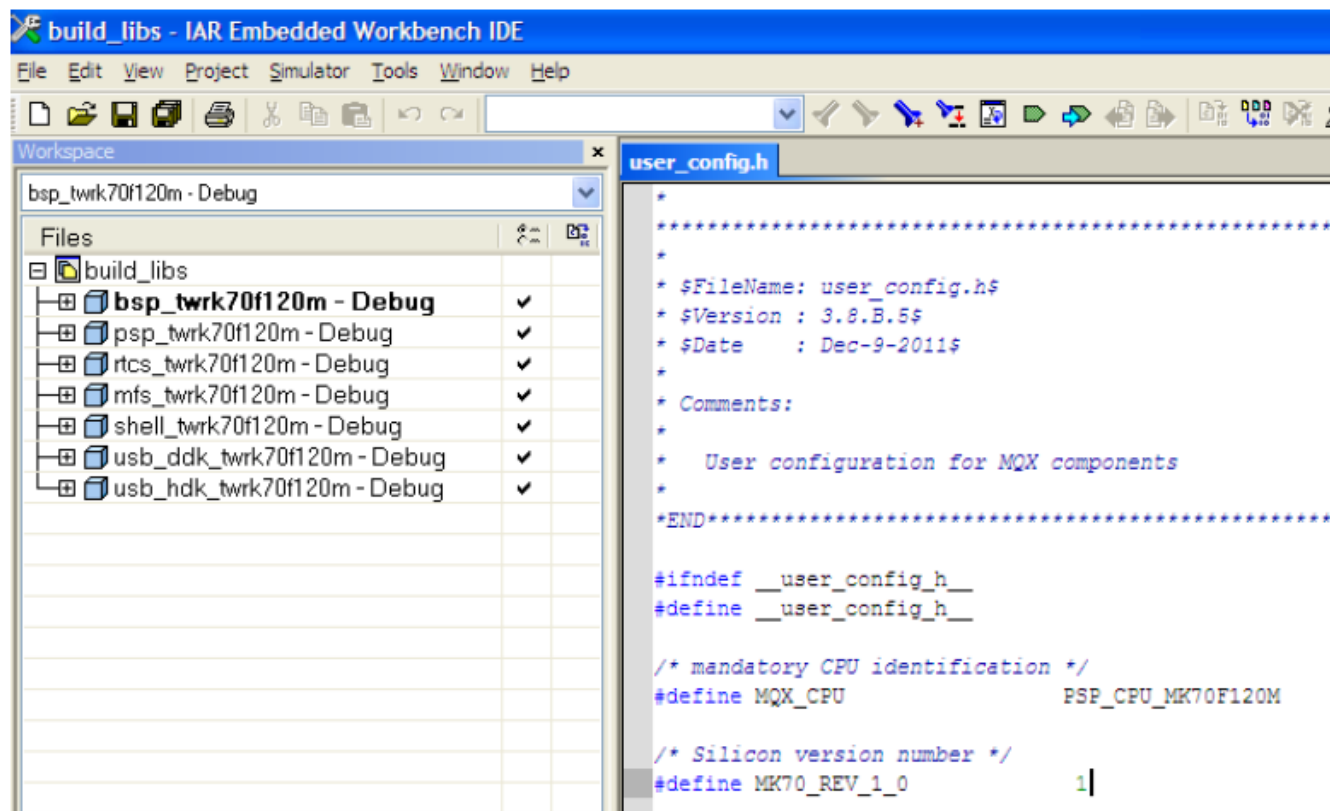 build_libs - IAR Embedded Workbench IDE
File Edit View Project Simulator Tools Window Help
Workspace
bsp_twrk70f120m - Debug
Files
build_libs
bsp_twrk70f120m - Debug
psp_twrk70f120m - Debug
rtcs_twrk70f120m - Debug
mfs_twrk70f120m - Debug
shell_twrk70f120m - Debug
usb_ddk_twrk70f120m - Debug
usb_hdk_twrk70f120m - Debug
user_config.h
*
*****************************************************
*
* $FileName: user_config.h$
* $Version : 3.8.B.5$
* $Date    : Dec-9-2011$
*
* Comments:
*
*   User configuration for MQX components
*
*END*************************************************
#ifndef __user_config_h__
#define __user_config_h__
/* mandatory CPU identification */
#define MQX_CPU                 PSP_CPU_MK70F120M
/* Silicon version number */
#define MK70_REV_1_0             1